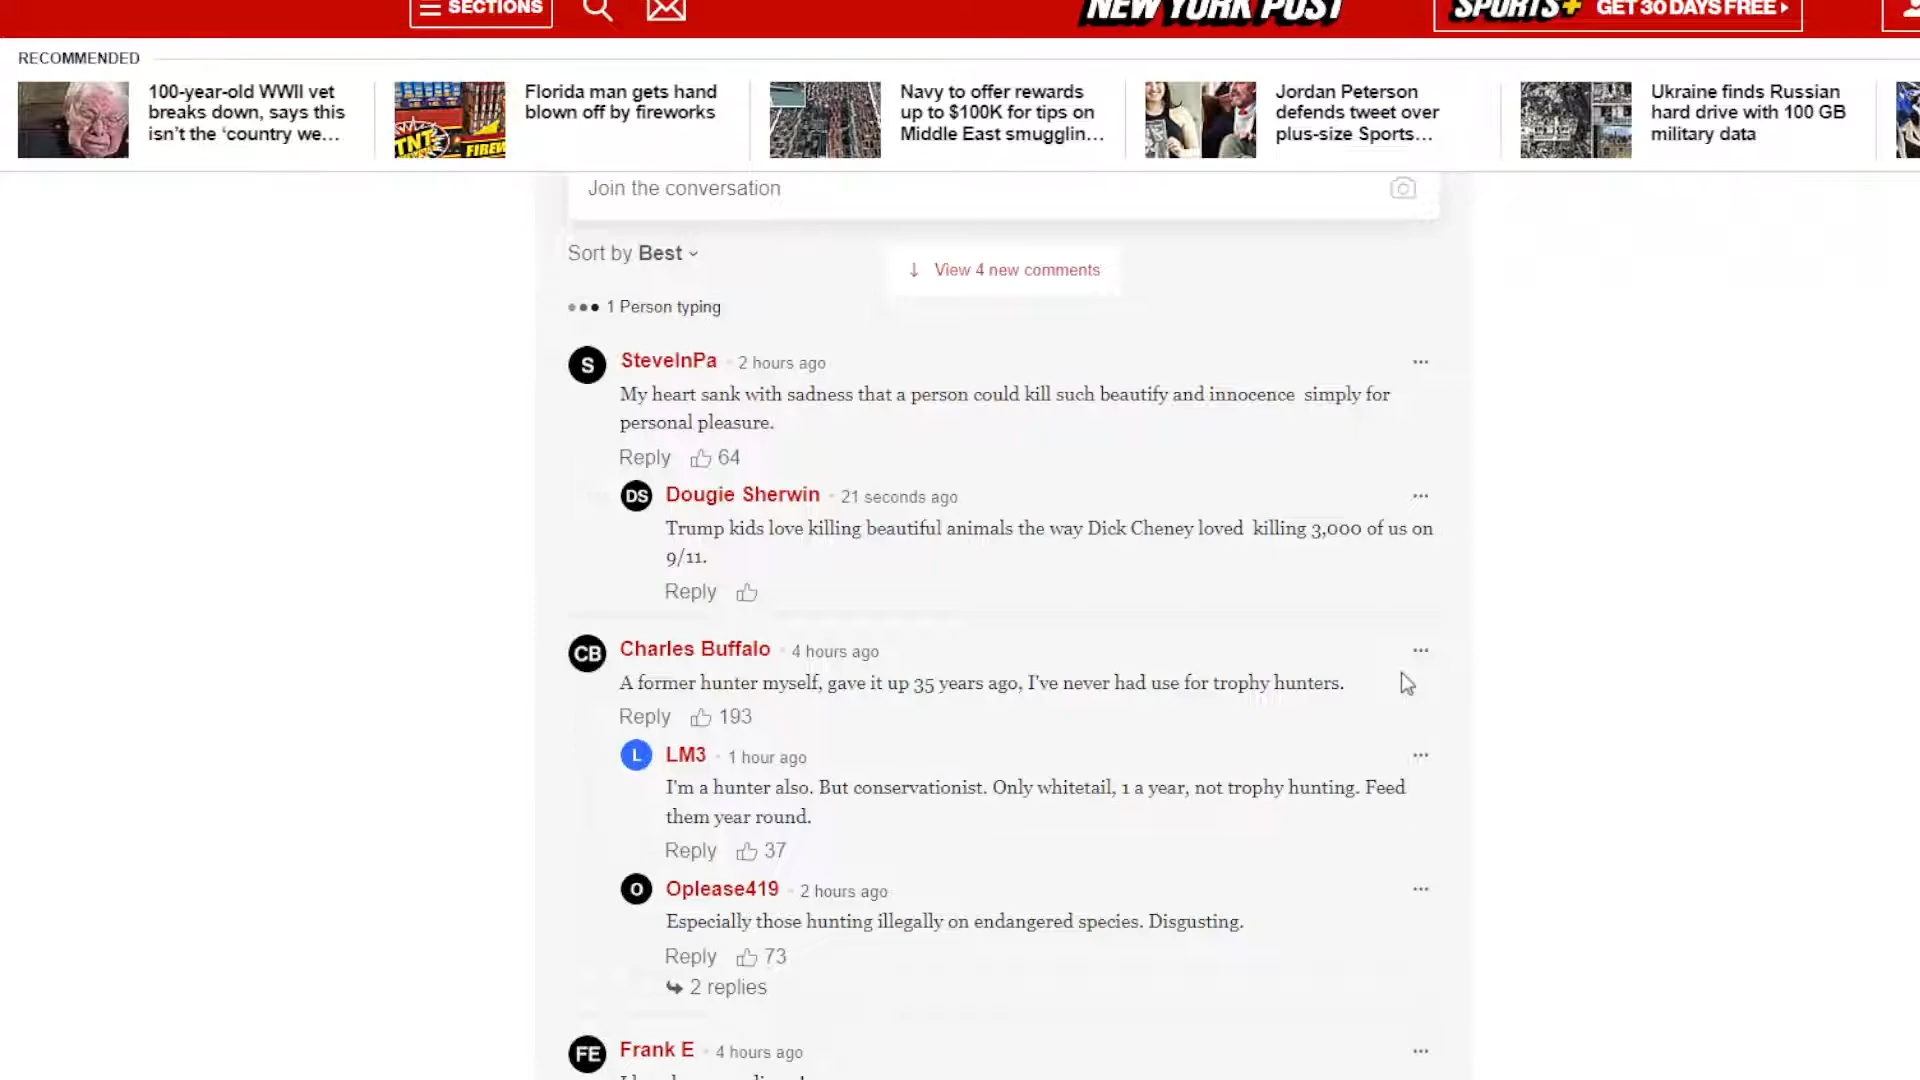 SECTIONS
NEW YORK POST
SPORTS+ GET 30 DAYS FREE
RECOMMENDED
100-year-old WWII vet
breaks down, says this
isn't the 'country we...
TNT
FIREW
Florida man gets hand
blown off by fireworks
Navy to offer rewards
up to $100K for tips on
Middle East smugglin...
Jordan Peterson
defends tweet over
plus-size Sports...
Ukraine finds Russian
hard drive with 100 GB
military data
Join the conversation
Sort by Best
↓ View 4 new comments
1 Person typing
S
SteveInPa · 2 hours ago
My heart sank with sadness that a person could kill such beautify and innocence  simply for
personal pleasure.
Reply 64
DS
Dougie Sherwin · 21 seconds ago
Trump kids love killing beautiful animals the way Dick Cheney loved  killing 3,000 of us on
9/11.
Reply
CB
Charles Buffalo · 4 hours ago
A former hunter myself, gave it up 35 years ago, I've never had use for trophy hunters.
Reply 193
L
LM3 · 1 hour ago
I'm a hunter also. But conservationist. Only whitetail, 1 a year, not trophy hunting. Feed
them year round.
Reply 37
O
Oplease419 · 2 hours ago
Especially those hunting illegally on endangered species. Disgusting.
Reply 73
2 replies
FE
Frank E · 4 hours ago